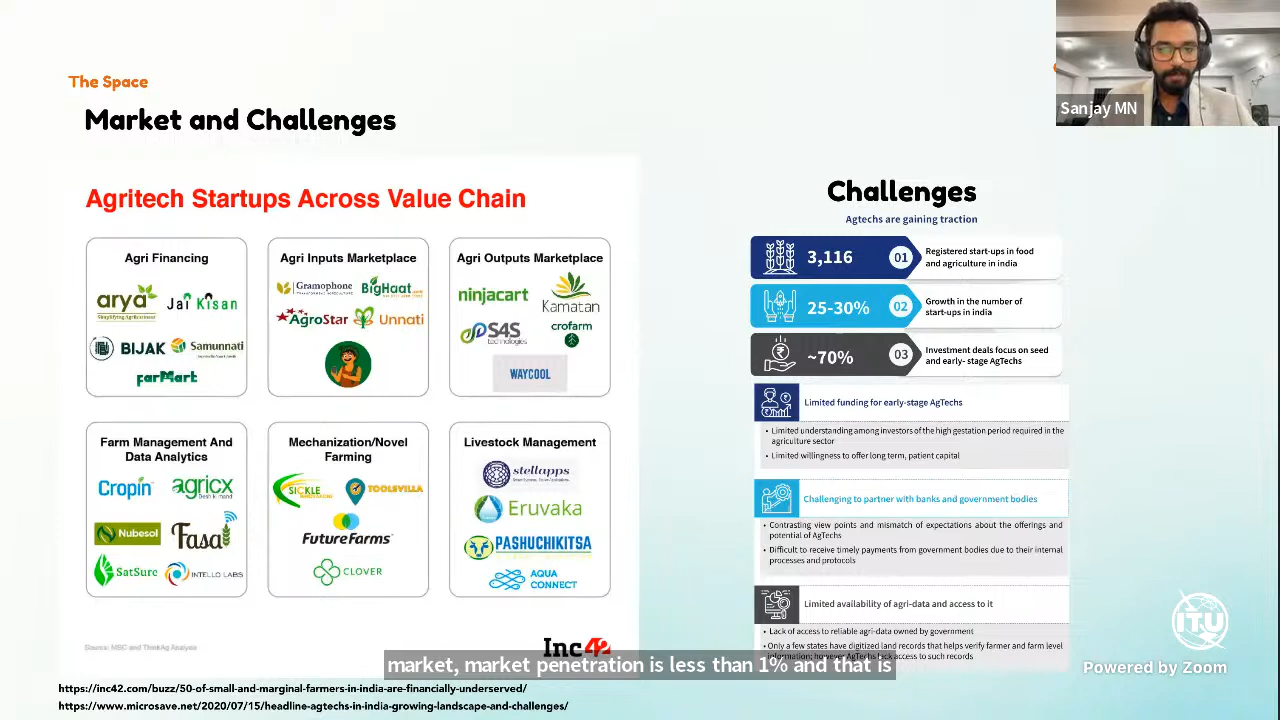 The Space
Market and Challenges
Sanjay MN
Agritech Startups Across Value Chain
Agri Financing
arya
Simplifying Agribusiness
Jai Kisan
BIJAK
Samunnati
farMart
Agri Inputs Marketplace
Gramophone
BigHaat.com
AgroStar
Unnati
Agri Outputs Marketplace
ninjacart
Kamatan
S4S
technologies
crofarm
WAYCOOL
Farm Management And
Data Analytics
Cropin
agricx
Nubesol
Fasal
SatSure
INTELLO LABS
Mechanization/Novel
Farming
SICKLE
TOOLSVILLA
FutureFarms
CLOVER
Livestock Management
stellapps
Eruvaka
PASHUCHIKITSA
AQUA
CONNECT
Source: MSC and ThinkAg Analysis
Inc42
Challenges
Agtechs are gaining traction
3,116
01
Registered start-ups in food
and agriculture in india
25-30%
02
Growth in the number of
start-ups in india
~70%
03
Investment deals focus on seed
and early- stage AgTechs
Limited funding for early-stage AgTechs
• Limited understanding among investors of the high gestation period required in the
agriculture sector
• Limited willingness to offer long term, patient capital
Challenging to partner with banks and government bodies
• Contrasting view points and mismatch of expectations about the offerings and
potential of AgTechs
• Difficult to receive timely payments from government bodies due to their internal
processes and protocols
Limited availability of agri-data and access to it
• Lack of access to reliable agri-data owned by government
• Only a few states have digitized land records that helps verify farmer and farm level
information; however AgTechs lack access to such records
market, market penetration is less than 1% and that is
ITU
Powered by Zoom
https://inc42.com/buzz/50-of-small-and-marginal-farmers-in-india-are-financially-underserved/
https://www.microsave.net/2020/07/15/headline-agtechs-in-india-growing-landscape-and-challenges/